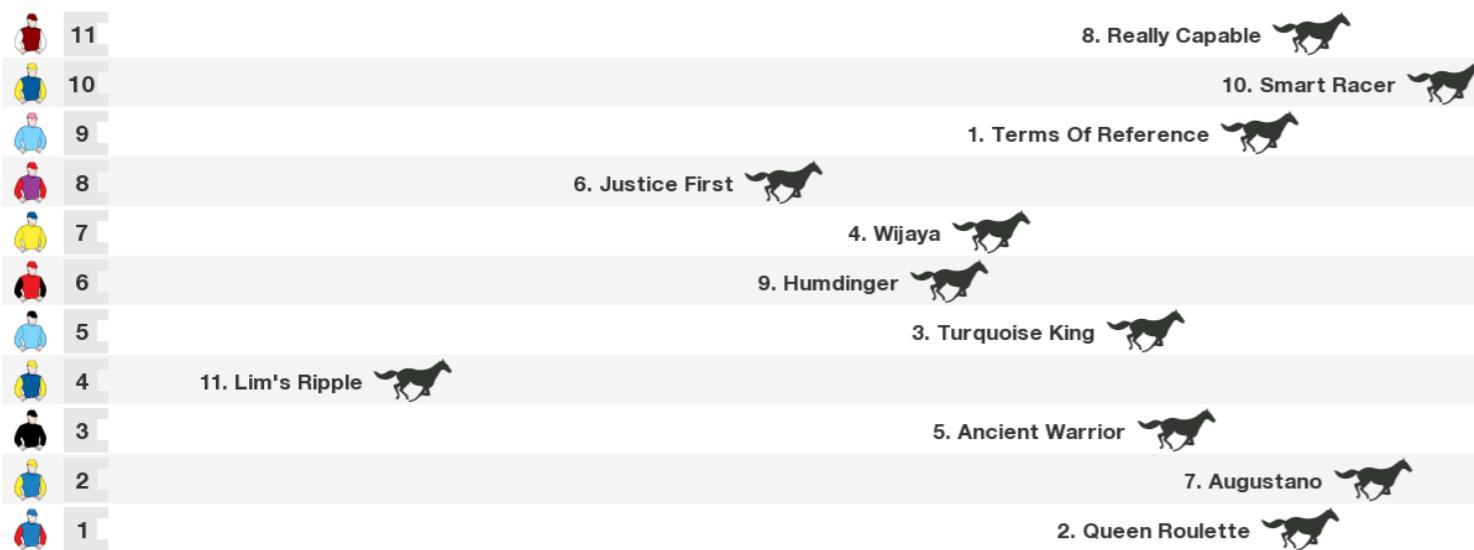 11 8. Really Capable
10 10. Smart Racer
9 1. Terms Of Reference
8 6. Justice First
7 4. Wijaya
6 9. Humdinger
5 3. Turquoise King
4 11. Lim's Ripple
3 5. Ancient Warrior
2 7. Augustano
1 2. Queen Roulette